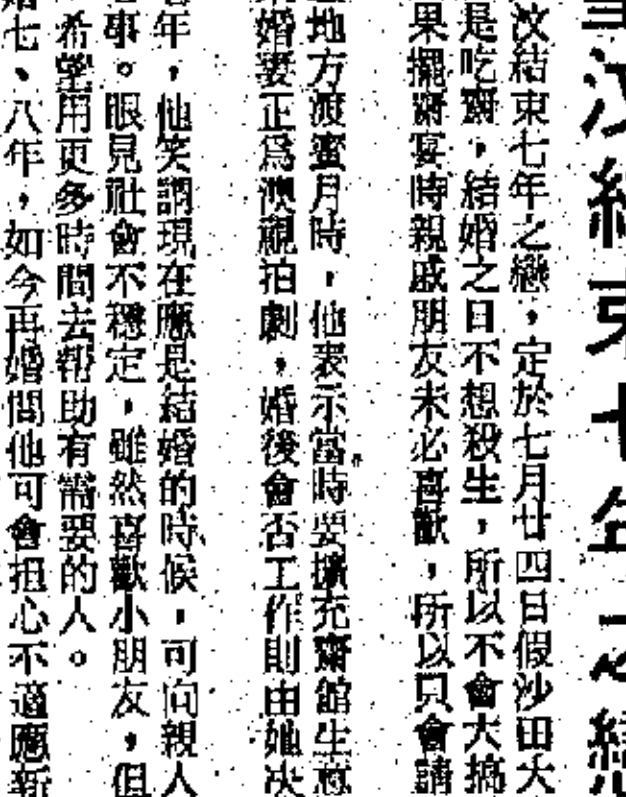 汶結束七年之戀
汶結束七年之戀，定於七月廿四日假沙田大
是吃齋，結婚之日不想殺生，所以不會大搞
果擺齋宴時親戚朋友未必喜歡，所以只會請
地方渡蜜月時，他表示當時要擴充齋館生意
婚妻正爲澳視拍劇，婚後會否工作則由她決
年，他笑謂現在應是結婚的時候，可向親人
事。眼見社會不穩定，雖然喜歡小朋友，但
希望用更多時間去幫助有需要的人。
七、八年，如今再婚問他可會担心不適應新